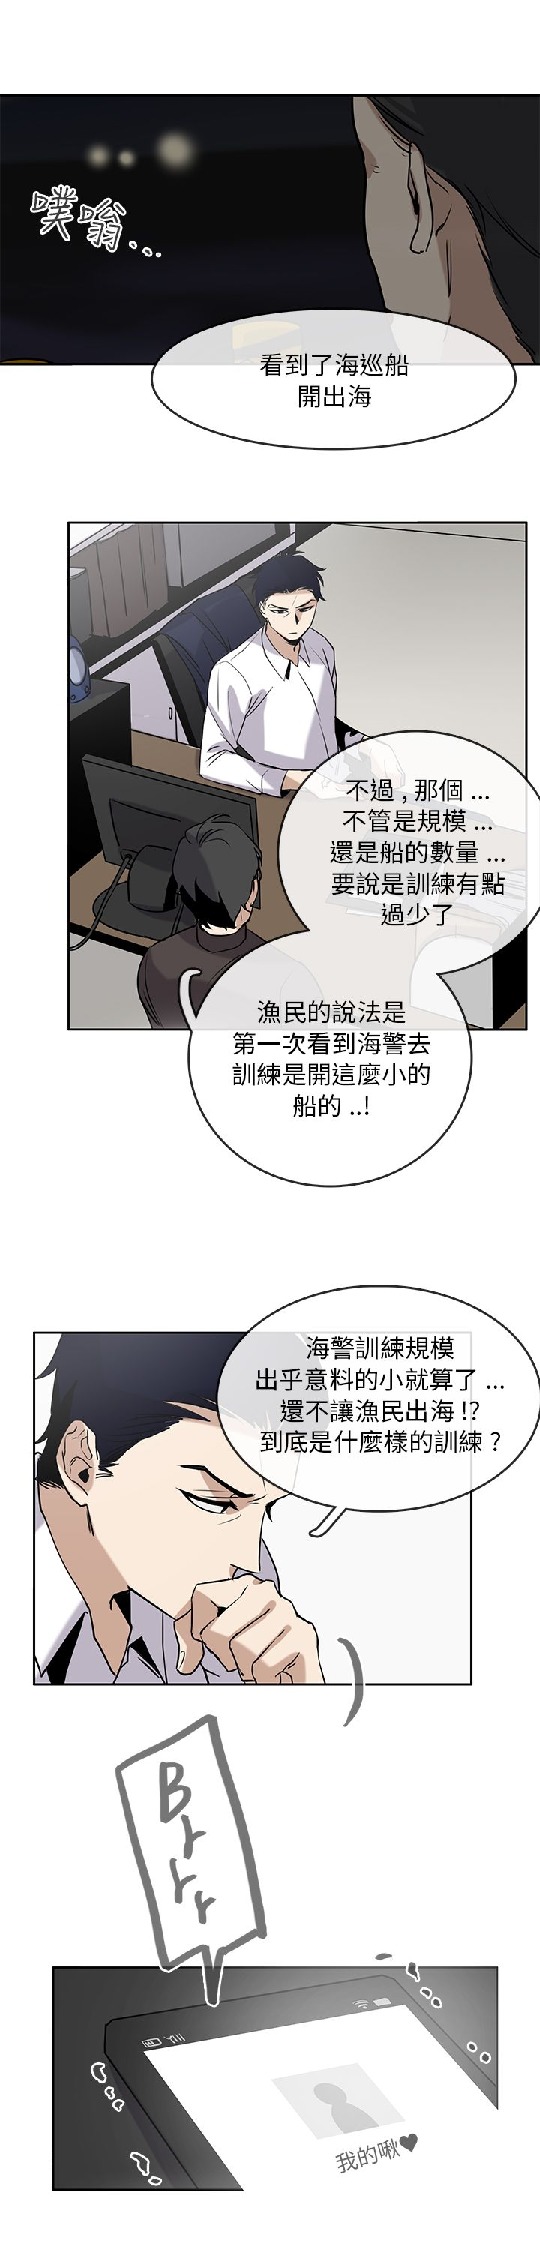 噗嗡...
看到了海巡船
開出海
不過,那個...
不管是規模...
還是船的數量...
要說是訓練有點
過少了
漁民的說法是
第一次看到海警去
訓練是開這麼小的
船的..!
海警訓練規模
出乎意料的小就算了...
還不讓漁民出海!?
到底是什麼樣的訓練?
Brrr
我的啾♥